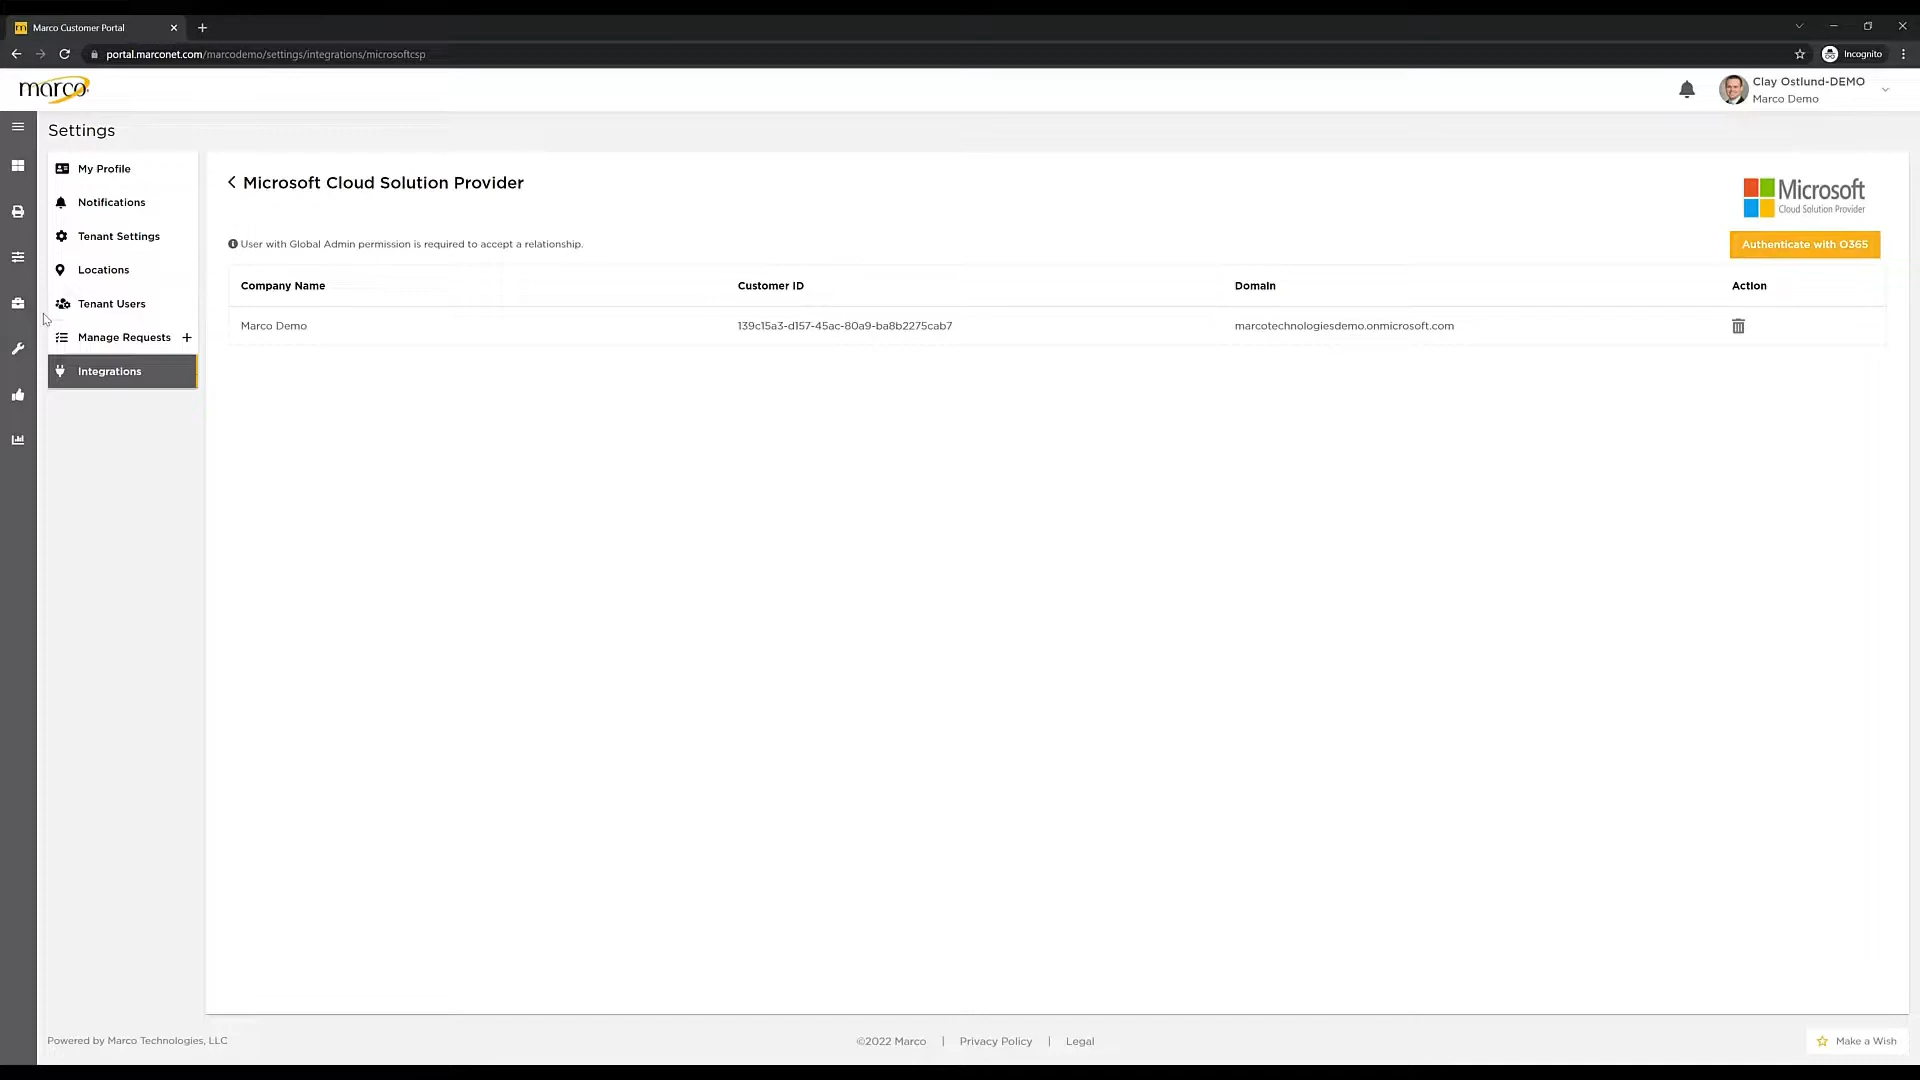 Marco Customer Portal
portal.marconet.com/marcodemo/settings/integrations/microsoftcsp
Incognito
marco
Clay Ostlund-DEMO
Marco Demo
Settings
My Profile
Notifications
Tenant Settings
Locations
Tenant Users
Manage Requests +
Integrations
Microsoft Cloud Solution Provider
Microsoft
Cloud Solution Provider
User with Global Admin permission is required to accept a relationship.
Authenticate with O365
Company Name Customer ID Domain Action
Marco Demo 139c15a3-d157-45ac-80a9-ba8b2275cab7 marcotechnologiesdemo.onmicrosoft.com
Powered by Marco Technologies, LLC
©2022 Marco | Privacy Policy | Legal
Make a Wish